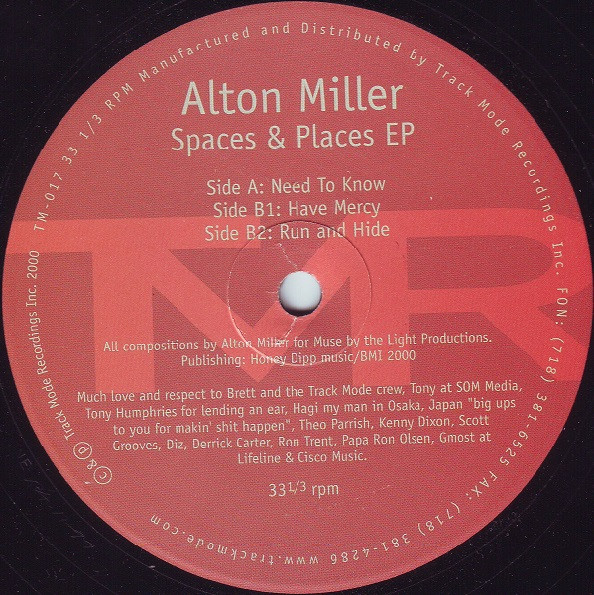 Alton Miller
Spaces & Places EP
Side A: Need To Know
Side B1: Have Mercy
Side B2: Run and Hide
TMR
All compositions by Alton Miller for Muse by the Light Productions.
Publishing: Honey Dipp music/BMI 2000
Much love and respect to Brett and the Track Mode crew, Tony at SOM Media,
Tony Humphries for lending an ear, Hagi my man in Osaka, Japan "big ups
to you for makin' shit happen", Theo Parrish, Kenny Dixon, Scott
Grooves, Diz, Derrick Carter, Ron Trent, Papa Ron Olsen, Gmost at
Lifeline & Cisco Music.
33 1/3 rpm
© & ℗ Track Mode Recordings Inc. 2000 TM-017 33 1/3 RPM Manufactured and Distributed by Track Mode Recordings Inc. FON: (718) 381-6525 FAX: (718) 381-4286 www.trackmode.com